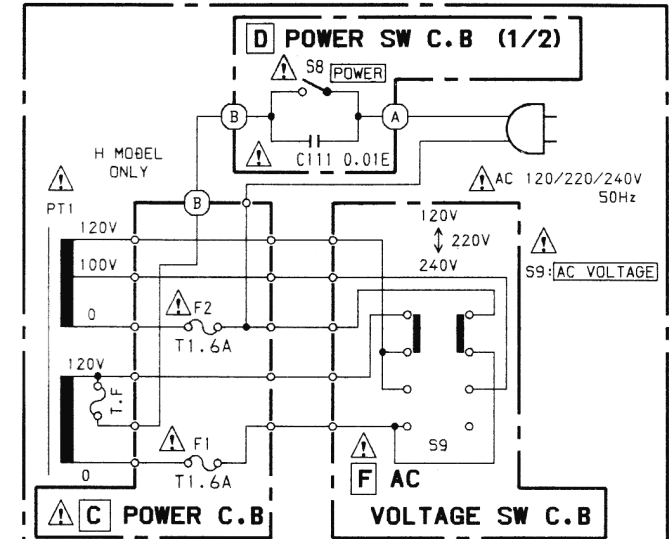 D POWER SW C.B (1/2)
S8 POWER
B
A
C111 0.01E
H MODEL
ONLY
AC 120/220/240V
50Hz
PT1
B
120V
120V
220V
240V
100V
S9:AC VOLTAGE
0
F2
T1.6A
120V
T.F
F1
T1.6A
S9
0
F AC
C POWER C.B
VOLTAGE SW C.B